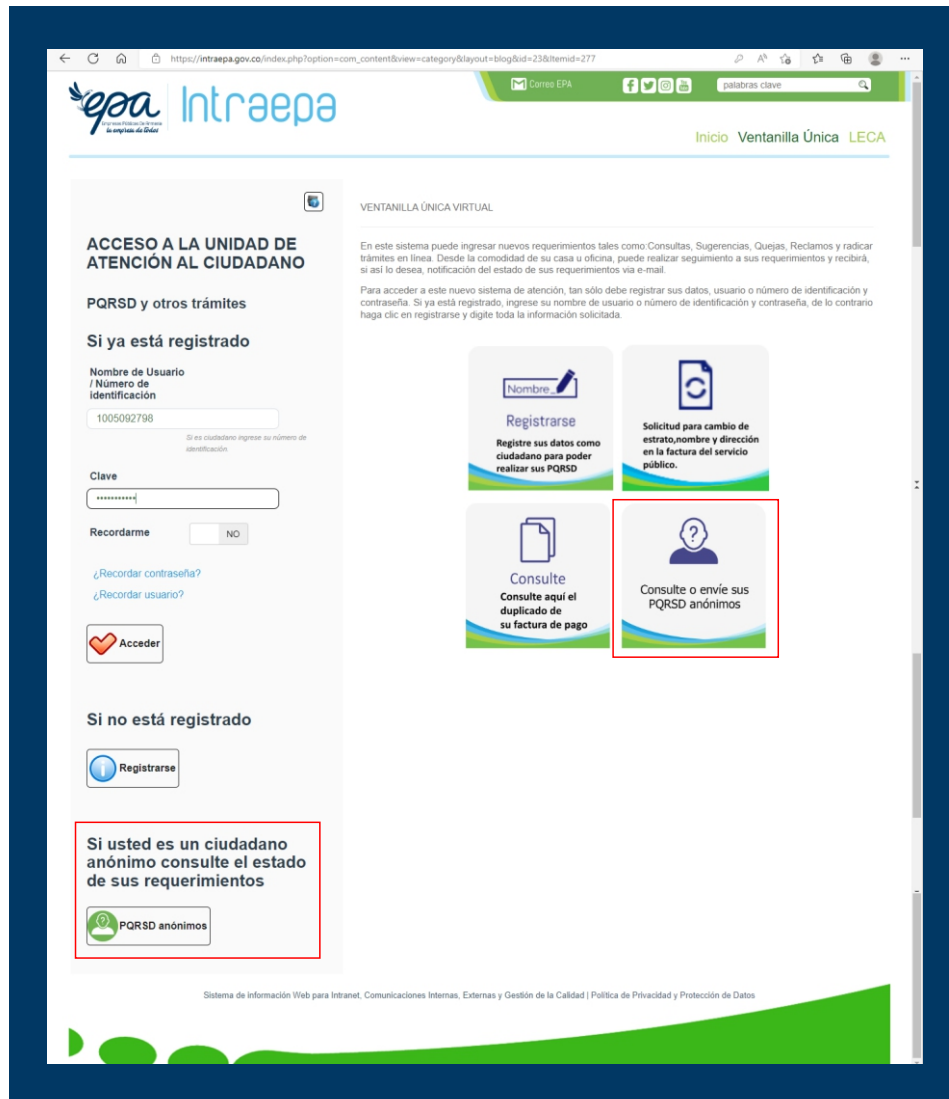 https://intraepa.gov.co/index.php?option=com_content&view=category&layout=blog&id=23&Itemid=277
epa
Empresas Públicas de Armenia
la empresa de todos
Intraepa
Correo EPA
palabras clave
Inicio Ventanilla Única LECA
ACCESO A LA UNIDAD DE
ATENCIÓN AL CIUDADANO
PQRSD y otros trámites
Si ya está registrado
Nombre de Usuario
/ Número de
identificación
1005092798
Si es ciudadano ingrese su número de
identificación.
Clave
•••••••••••
Recordarme
NO
¿Recordar contraseña?
¿Recordar usuario?
Acceder
Si no está registrado
Registrarse
Si usted es un ciudadano
anónimo consulte el estado
de sus requerimientos
PQRSD anónimos
VENTANILLA ÚNICA VIRTUAL
En este sistema puede ingresar nuevos requerimientos tales como:Consultas, Sugerencias, Quejas, Reclamos y radicar
trámites en línea. Desde la comodidad de su casa u oficina, puede realizar seguimiento a sus requerimientos y recibirá,
si así lo desea, notificación del estado de sus requerimientos via e-mail.
Para acceder a este nuevo sistema de atención, tan sólo debe registrar sus datos, usuario o número de identificación y
contraseña. Si ya está registrado, ingrese su nombre de usuario o número de identificación y contraseña, de lo contrario
haga clic en registrarse y digite toda la información solicitada.
Nombre_
Registrarse
Registre sus datos como
ciudadano para poder
realizar sus PQRSD
Solicitud para cambio de
estrato,nombre y dirección
en la factura del servicio
público.
Consulte
Consulte aquí el
duplicado de
su factura de pago
Consulte o envíe sus
PQRSD anónimos
Sistema de información Web para Intranet, Comunicaciones Internas, Externas y Gestión de la Calidad | Política de Privacidad y Protección de Datos